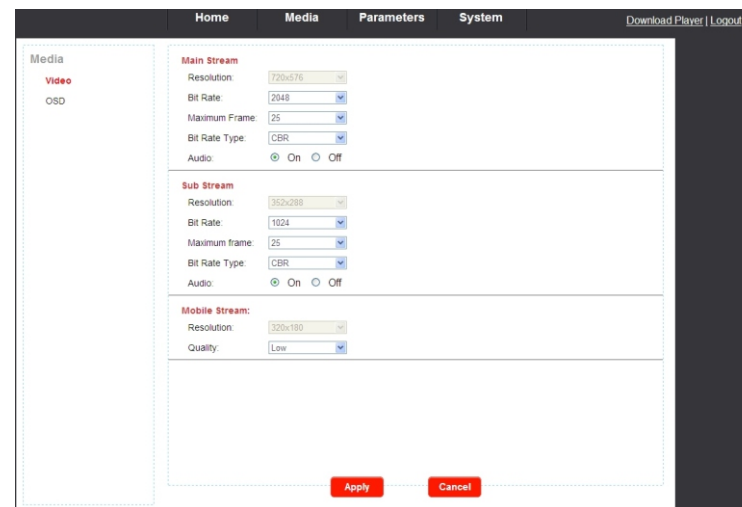 Home Media Parameters System
Download Player | Logout
Media
Video
OSD
Main Stream
Resolution: 720x576
Bit Rate: 2048
Maximum Frame: 25
Bit Rate Type: CBR
Audio: On Off
Sub Stream
Resolution: 352x288
Bit Rate: 1024
Maximum frame: 25
Bit Rate Type: CBR
Audio: On Off
Mobile Stream:
Resolution: 320x180
Quality: Low
Apply Cancel